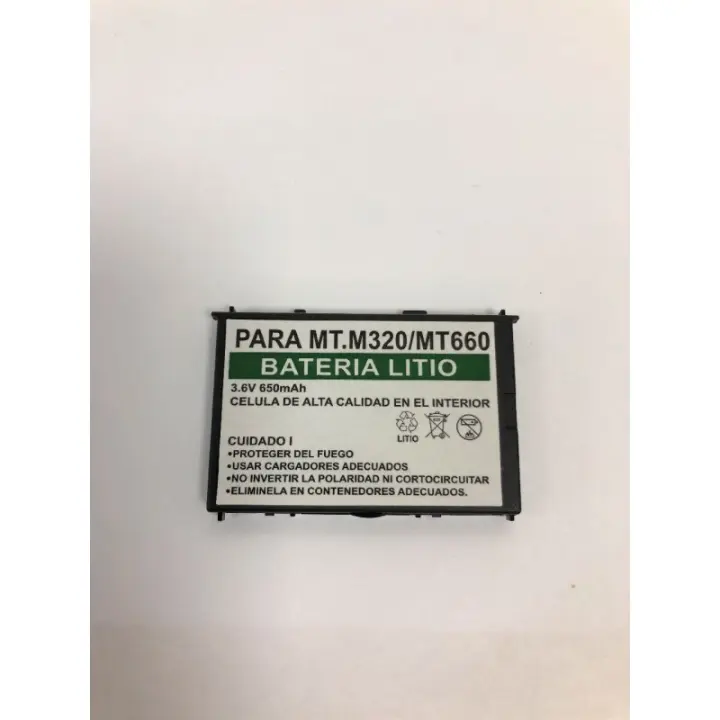 PARA MT.M320/MT660
BATERIA LITIO
3.6V 650mAh
CELULA DE ALTA CALIDAD EN EL INTERIOR
LITIO
CUIDADO !
•PROTEGER DEL FUEGO
•USAR CARGADORES ADECUADOS
•NO INVERTIR LA POLARIDAD NI CORTOCIRCUITAR
•ELIMINELA EN CONTENEDORES ADECUADOS.